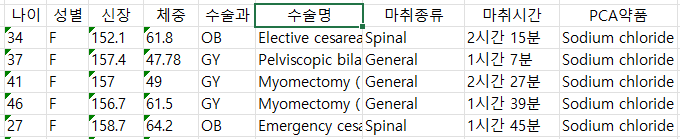 나이 성별 신장 체중 수술과 수술명 마취종류 마취시간 PCA약품
34 F 152.1 61.8 OB Elective cesarea Spinal 2시간 15분 Sodium chloride
37 F 157.4 47.78 GY Pelviscopic bila General 1시간 7분 Sodium chloride
41 F 157 49 GY Myomectomy ( General 2시간 27분 Sodium chloride
46 F 156.7 61.5 GY Myomectomy ( General 1시간 39분 Sodium chloride
27 F 158.7 64.2 OB Emergency cesa Spinal 1시간 45분 Sodium chloride